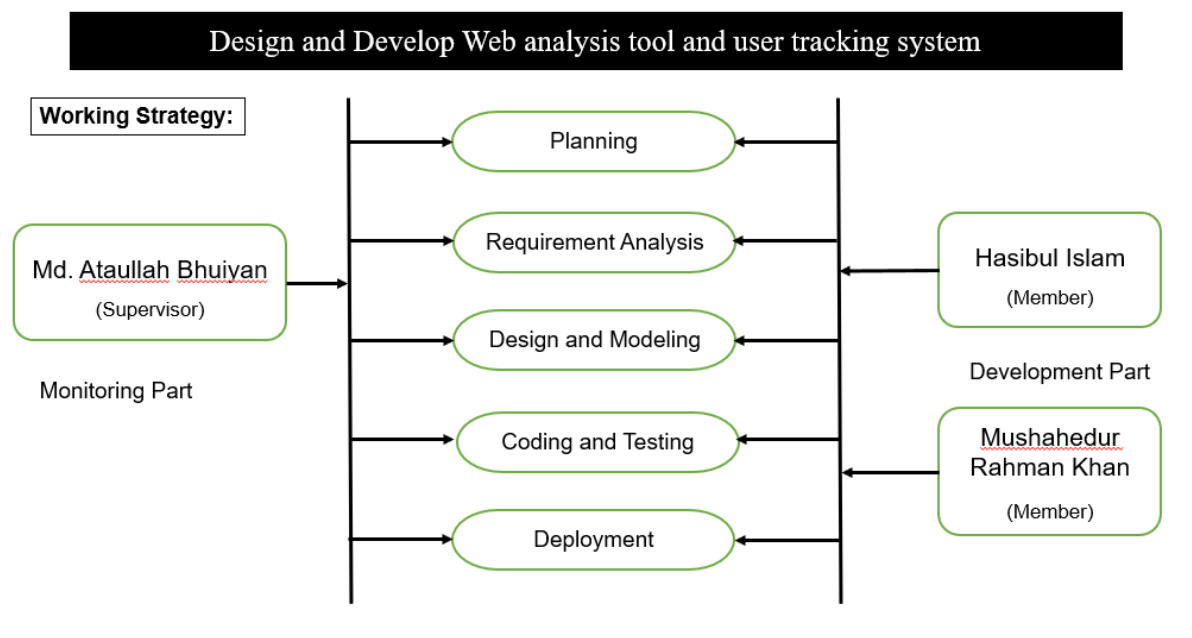 Design and Develop Web analysis tool and user tracking system
Working Strategy:
Planning
Requirement Analysis
Design and Modeling
Coding and Testing
Deployment
Md. Ataullah Bhuiyan
(Supervisor)
Monitoring Part
Hasibul Islam
(Member)
Development Part
Mushahedur
Rahman Khan
(Member)